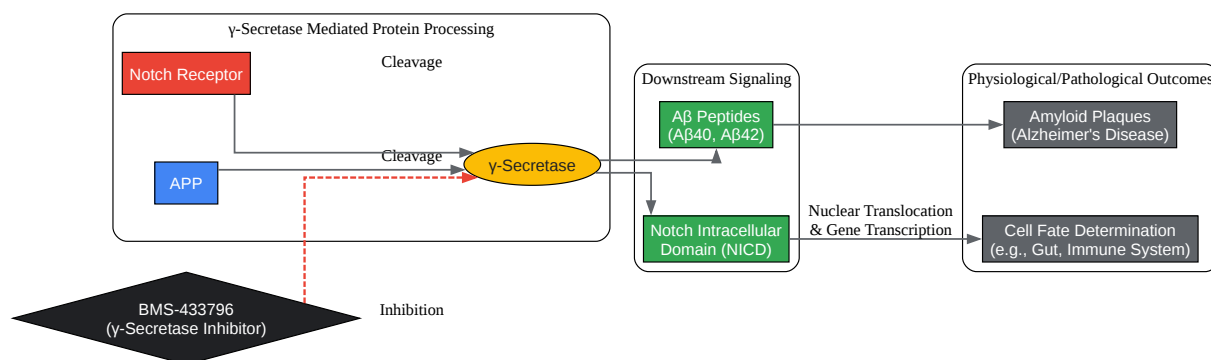 γ-Secretase Mediated Protein Processing
Notch Receptor
Cleavage
APP
Cleavage
γ-Secretase
BMS-433796
(γ-Secretase Inhibitor)
Inhibition
Downstream Signaling
Aβ Peptides
(Aβ40, Aβ42)
Notch Intracellular
Domain (NICD)
Nuclear Translocation
& Gene Transcription
Physiological/Pathological Outcomes
Amyloid Plaques
(Alzheimer's Disease)
Cell Fate Determination
(e.g., Gut, Immune System)